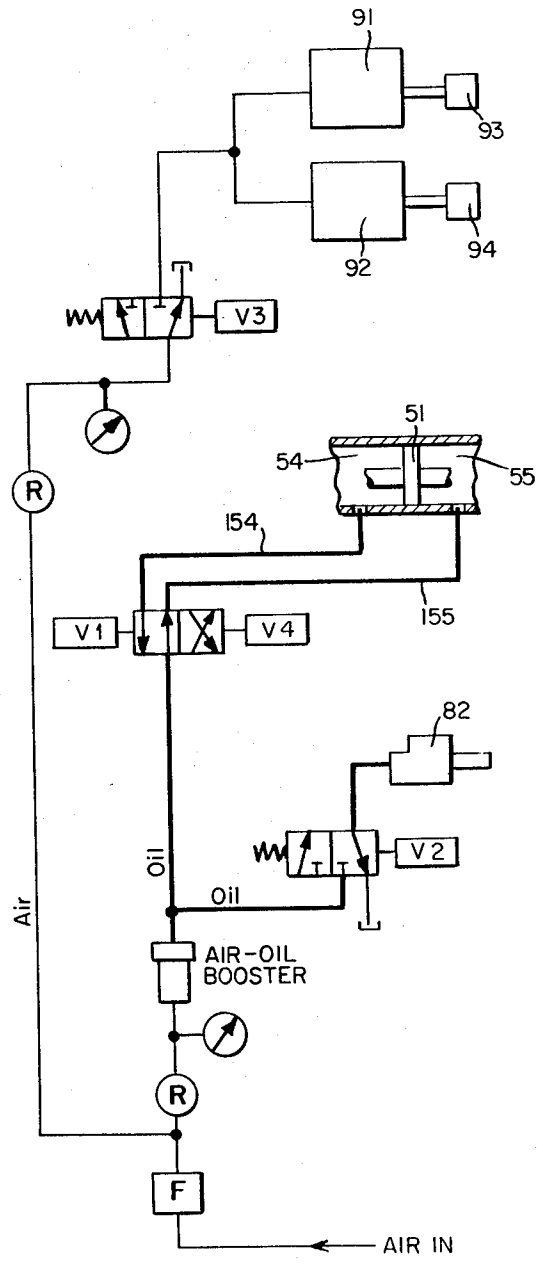 91
93
92
94
V3
R
51
54
55
154
155
V1
V4
82
V2
Oil
Oil
Air
AIR-OIL
BOOSTER
R
F
AIR IN